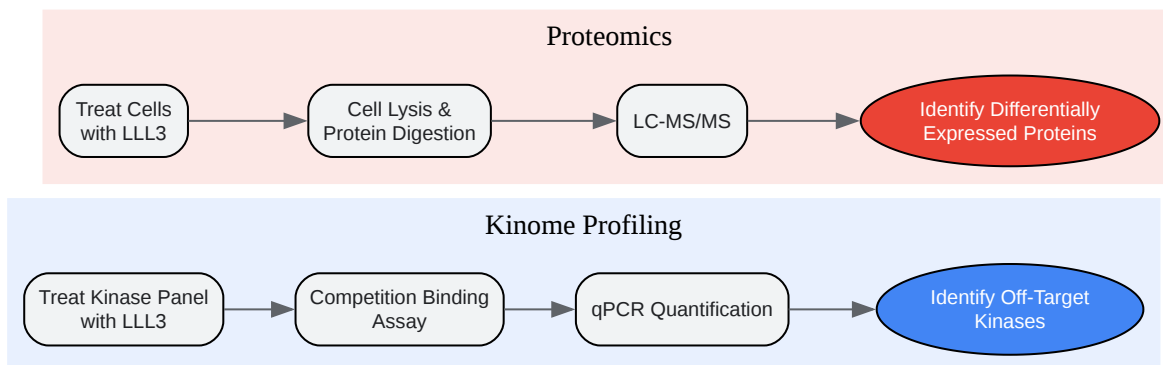 Proteomics
Treat Cells
with LLL3
Cell Lysis &
Protein Digestion
LC-MS/MS
Identify Differentially
Expressed Proteins
Kinome Profiling
Treat Kinase Panel
with LLL3
Competition Binding
Assay
qPCR Quantification
Identify Off-Target
Kinases